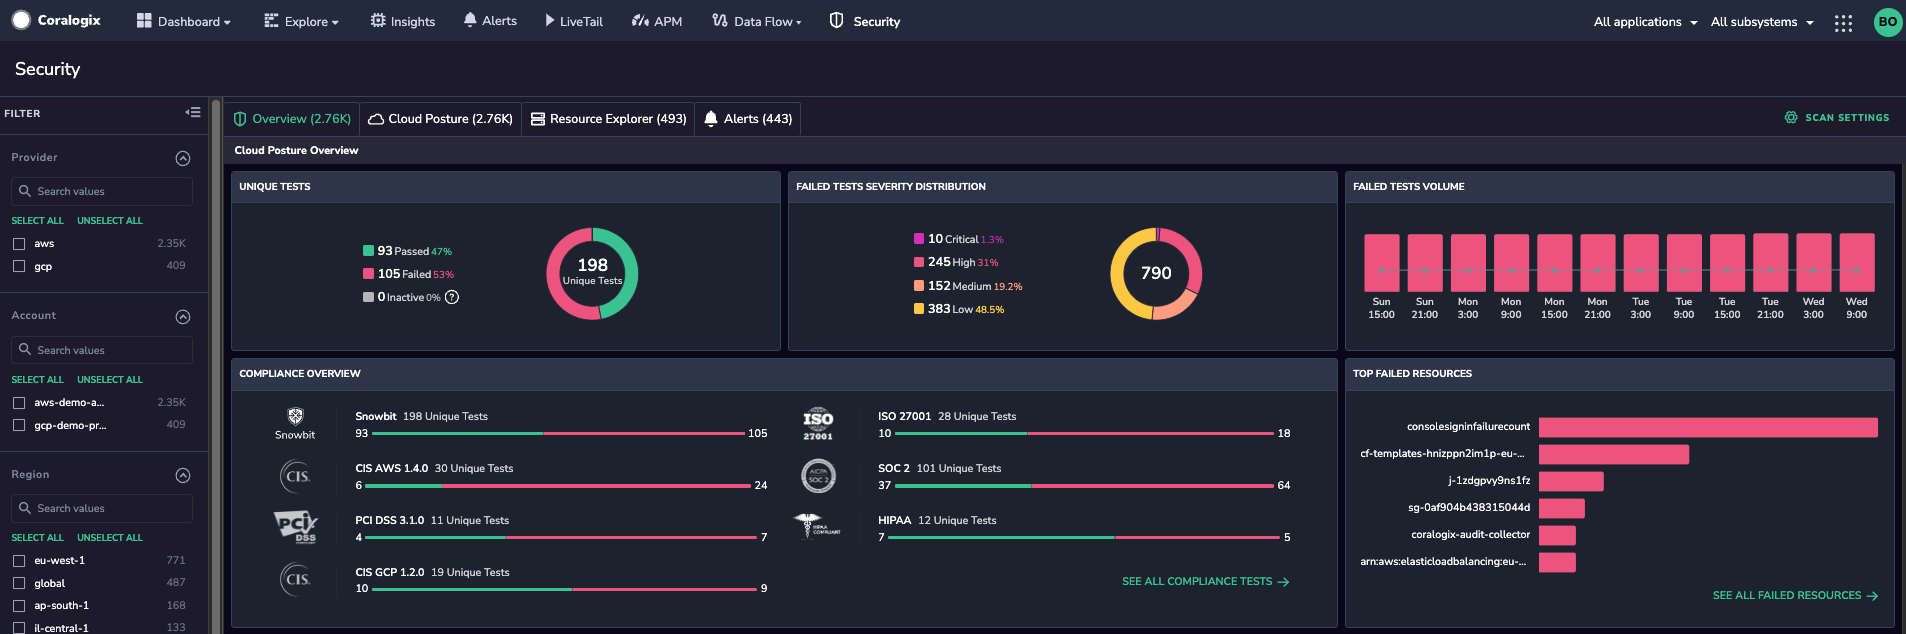 Coralogix
Dashboard
Explore
Insights
Alerts
LiveTail
APM
Data Flow
Security
All applications
All subsystems
BO
Security
FILTER
Overview (2.76K)
Cloud Posture (2.76K)
Resource Explorer (493)
Alerts (443)
SCAN SETTINGS
Provider
Search values
SELECT ALL UNSELECT ALL
aws 2.35K
gcp 409
Account
Search values
SELECT ALL UNSELECT ALL
aws-demo-a... 2.35K
gcp-demo-pr... 409
Region
Search values
SELECT ALL UNSELECT ALL
eu-west-1 771
global 487
ap-south-1 168
il-central-1 133
Cloud Posture Overview
UNIQUE TESTS
93 Passed 47%
105 Failed 53%
0 Inactive 0% ?
198
Unique Tests
FAILED TESTS SEVERITY DISTRIBUTION
10 Critical 1.3%
245 High 31%
152 Medium 19.2%
383 Low 48.5%
790
FAILED TESTS VOLUME
Sun Sun Mon Mon Mon Mon Tue Tue Tue Tue Wed Wed
15:00 21:00 3:00 9:00 15:00 21:00 3:00 9:00 15:00 21:00 3:00 9:00
COMPLIANCE OVERVIEW
Snowbit
Snowbit 198 Unique Tests
93 105
CIS.
CIS AWS 1.4.0 30 Unique Tests
6 24
PCI
DSS
PCI DSS 3.1.0 11 Unique Tests
4 7
CIS.
CIS GCP 1.2.0 19 Unique Tests
10 9
ISO
27001
ISO 27001 28 Unique Tests
10 18
AICPA
SOC 2
SOC 2 101 Unique Tests
37 64
HIPAA
COMPLIANT
HIPAA 12 Unique Tests
7 5
SEE ALL COMPLIANCE TESTS
TOP FAILED RESOURCES
consolesigninfailurecount
cf-templates-hnizppn2im1p-eu-...
j-1zdgpvy9ns1fz
sg-0af904b438315044d
coralogix-audit-collector
arn:aws:elasticloadbalancing:eu-...
SEE ALL FAILED RESOURCES